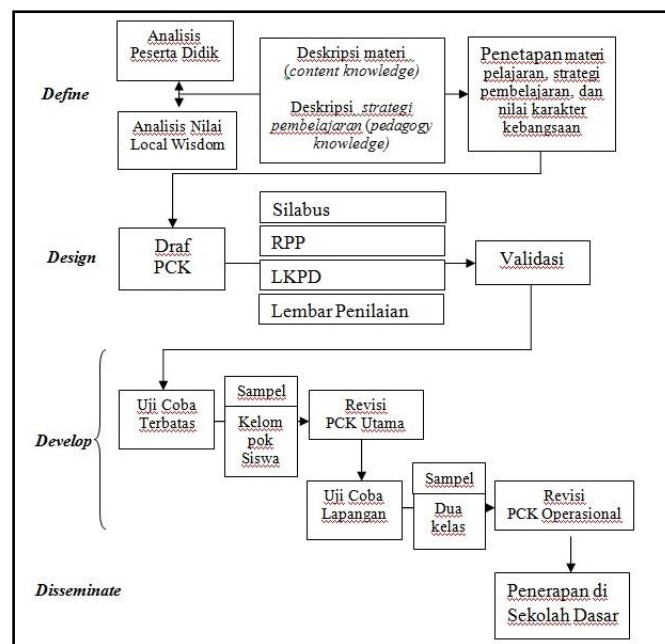 Analisis
Peserta Didik
Define
Analisis Nilai
Local Wisdom
Deskripsi materi
(content knowledge)
Deskripsi strategi
pembelajaran (pedagogy
knowledge)
Penetapan materi
pelajaran, strategi
pembelajaran, dan
nilai karakter
kebangsaan
Design
Draf
PCK
Silabus
RPP
LKPD
Lembar Penilaian
Validasi
Develop
Uji Coba
Terbatas
Sampel
Kelom
pok
Siswa
Revisi
PCK Utama
Uji Coba
Lapangan
Sampel
Dua
kelas
Revisi
PCK Operasional
Disseminate
Penerapan di
Sekolah Dasar